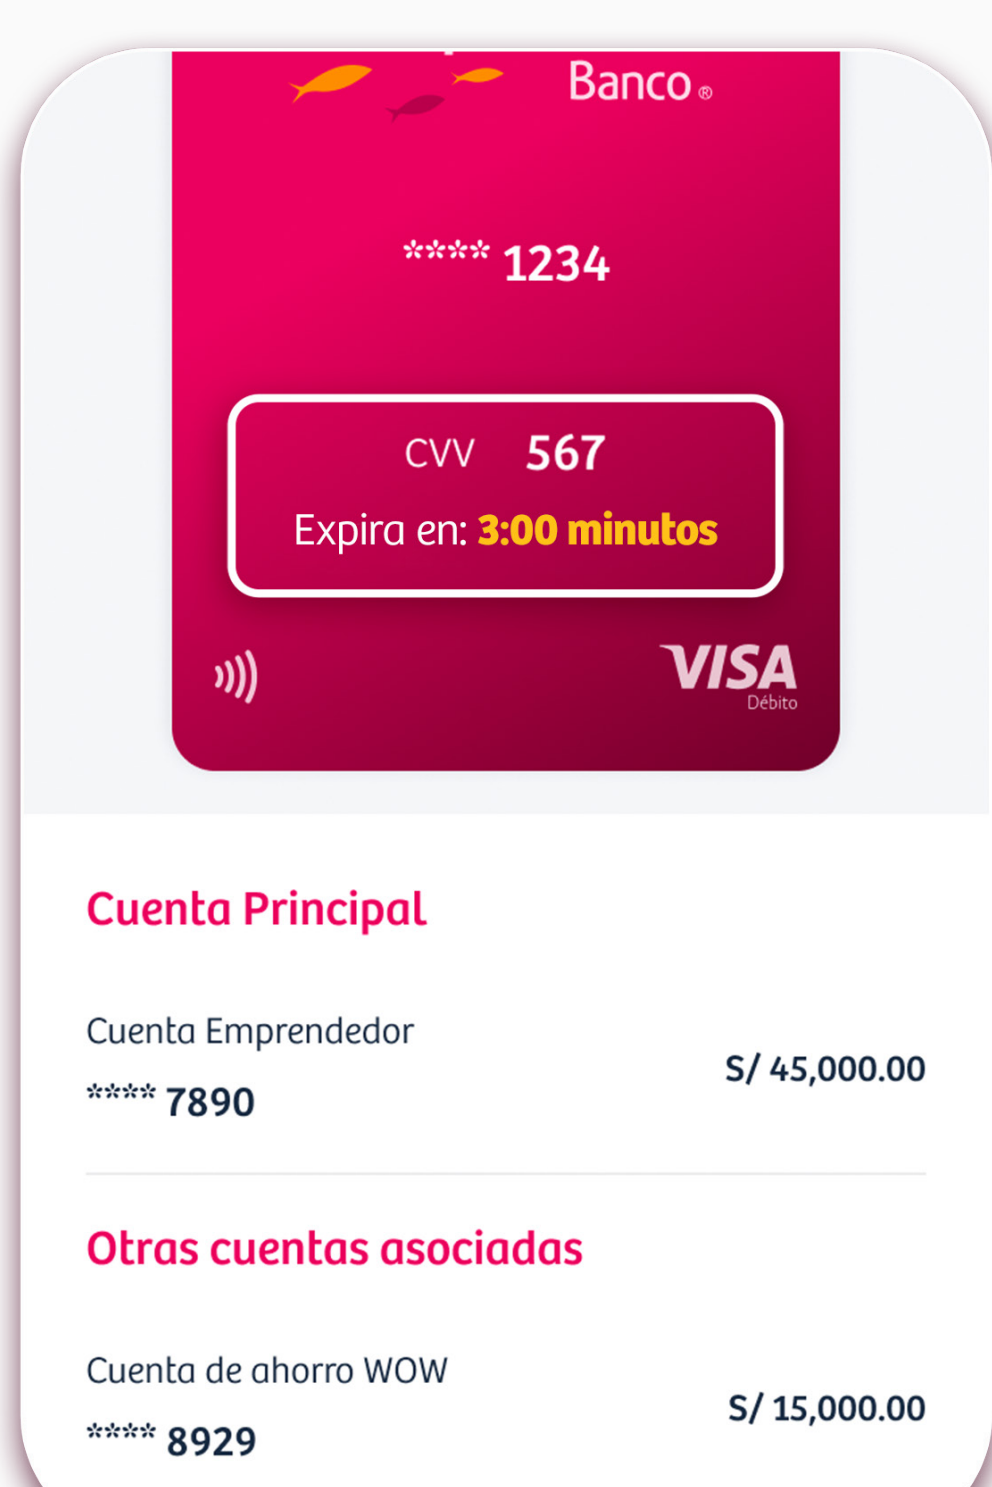 Banco®
**** 1234
CVV 567
Expira en: 3:00 minutos
VISA
Débito
Cuenta Principal
Cuenta Emprendedor
S/ 45,000.00
**** 7890
Otras cuentas asociadas
Cuenta de ahorro WOW
S/ 15,000.00
**** 8929